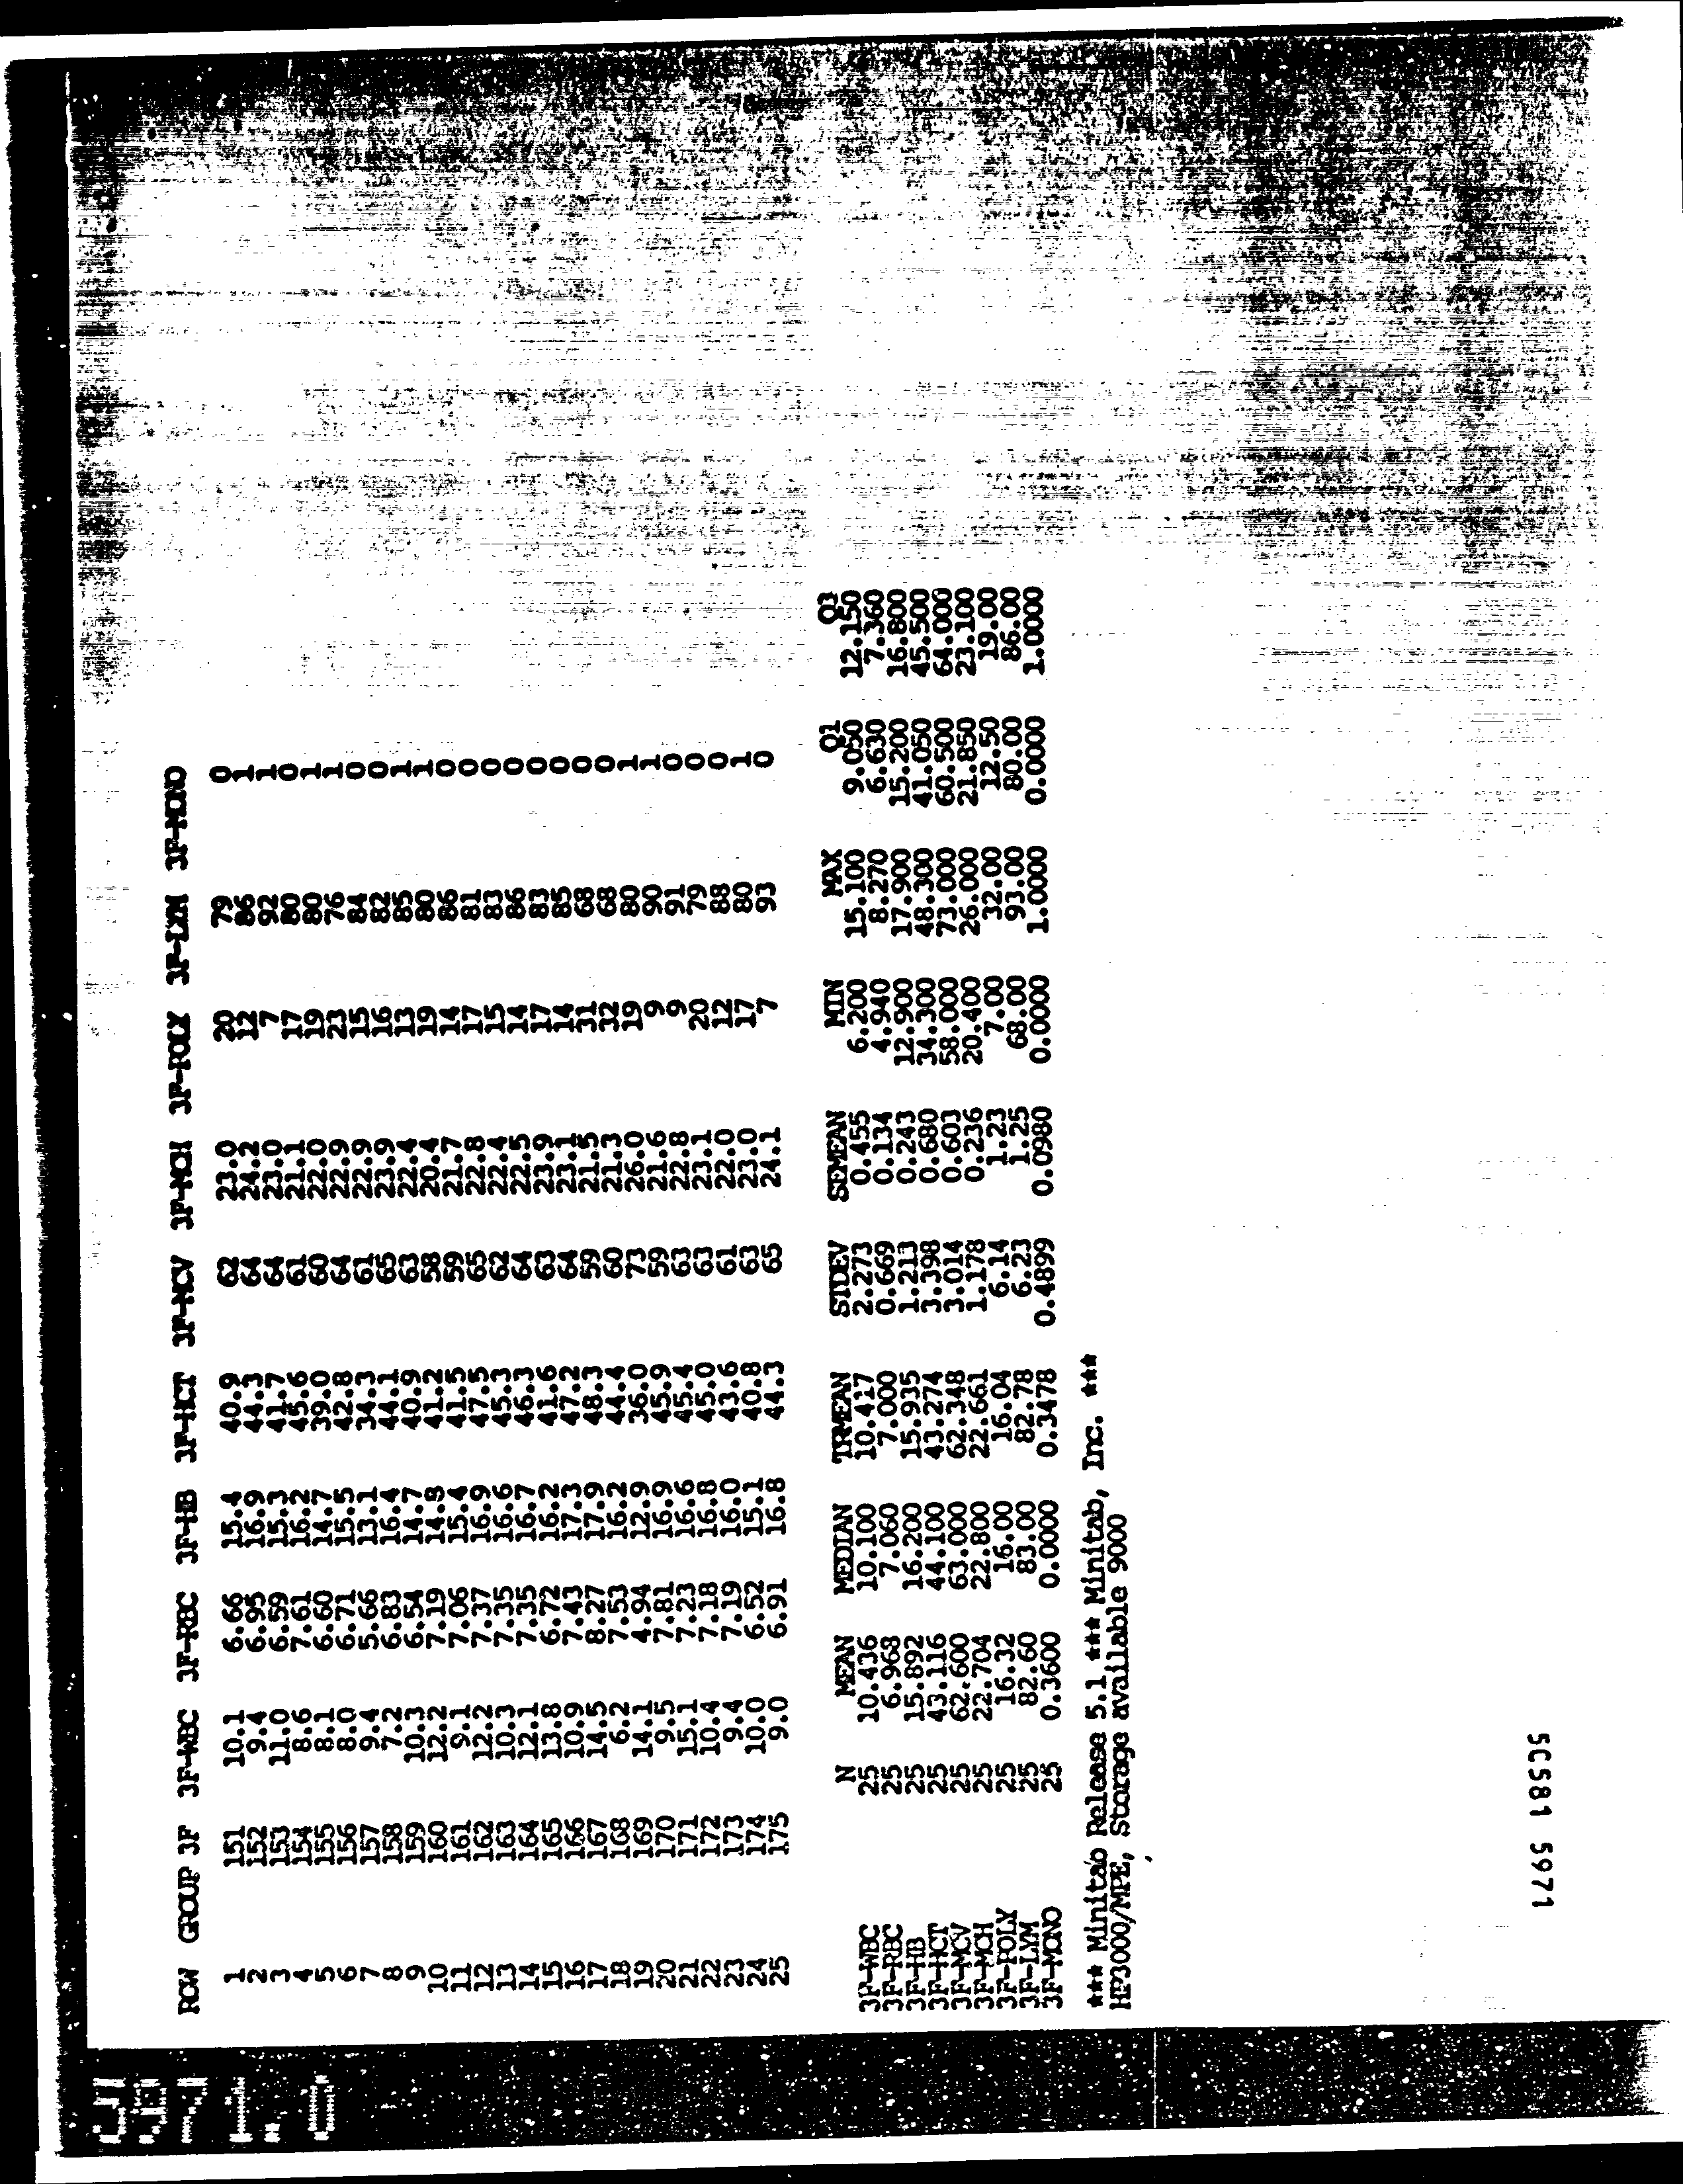 ROW GROUP 3F 3F-WBC 3F-RBC 3F-HB 3F-HCT 3F-MCV 3F-MCH 3F-POLY 3F-LYM 3F-MONO
1 151 10.1 6.66 15.4 40.9 62 23.0 20 79 0
2 152 9.4 6.95 16.9 44.3 64 24.2 12 86 1
3 153 11.0 6.59 15.3 41.7 64 23.0 7 92 1
4 154 8.6 7.61 16.2 45.6 61 21.1 17 80 0
5 155 8.1 6.60 14.7 39.0 60 22.0 19 80 1
6 156 8.0 6.71 15.5 42.8 64 22.9 23 76 1
7 157 9.4 5.66 13.1 34.3 61 22.9 15 84 0
8 158 7.2 6.83 16.4 44.1 65 23.9 16 82 0
9 159 10.3 6.54 14.7 40.9 63 22.4 13 85 1
10 160 12.2 7.19 14.8 41.2 58 20.4 19 80 1
11 161 9.1 7.06 15.4 41.5 59 21.7 14 86 0
12 162 12.2 7.37 16.9 47.5 65 22.8 17 81 0
13 163 10.3 7.35 16.6 45.3 62 22.4 15 83 0
14 164 12.1 7.35 16.7 46.3 64 22.5 14 86 0
15 165 13.8 6.72 16.2 41.6 63 23.9 17 83 0
16 166 10.9 7.43 17.3 47.2 64 23.1 14 85 0
17 167 14.5 8.27 17.9 48.3 59 21.5 31 68 0
18 168 6.2 7.53 16.2 44.4 60 21.3 32 68 0
19 169 14.1 4.94 12.9 36.0 73 26.0 19 80 1
20 170 9.5 7.81 16.9 45.9 59 21.6 9 90 1
21 171 15.1 7.23 16.6 45.4 63 22.8 9 91 0
22 172 10.4 7.18 16.8 45.0 63 23.1 20 79 0
23 173 9.4 7.19 16.0 43.6 61 22.0 12 88 0
24 174 10.0 6.52 15.1 40.8 63 23.0 17 80 1
25 175 9.0 6.91 16.8 44.3 65 24.1 7 93 0
N MEAN MEDIAN TRMEAN STDEV SEMEAN MIN MAX Q1 Q3
3F-WBC 25 10.436 10.100 10.417 2.273 0.455 6.200 15.100 9.050 12.150
3F-RBC 25 6.968 7.060 7.000 0.669 0.134 4.940 8.270 6.630 7.360
3F-HB 25 15.892 16.200 15.935 1.213 0.243 12.900 17.900 15.200 16.800
3F-HCT 25 43.116 44.100 43.274 3.398 0.680 34.300 48.300 41.050 45.500
3F-MCV 25 62.600 63.000 62.348 3.014 0.603 58.000 73.000 60.500 64.000
3F-MCH 25 22.704 22.800 22.661 1.178 0.236 20.400 26.000 21.850 23.100
3F-POLY 25 16.32 16.00 16.04 6.14 1.23 7.00 32.00 12.50 19.00
3F-LYM 25 82.60 83.00 82.78 6.23 1.25 68.00 93.00 80.00 86.00
3F-MONO 25 0.3600 0.0000 0.3478 0.4899 0.0980 0.0000 1.0000 0.0000 1.0000
*** Minitab Release 5.1 *** Minitab, Inc. ***
HP3000/MPE, Storage available 9000
5971.0
50581 5971